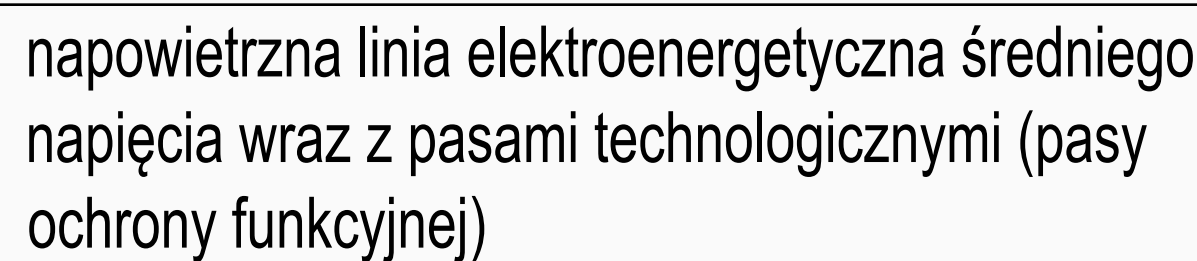 napowietrzna linia elektroenergetyczna średniego
napięcia wraz z pasami technologicznymi (pasy
ochrony funkcyjnej)